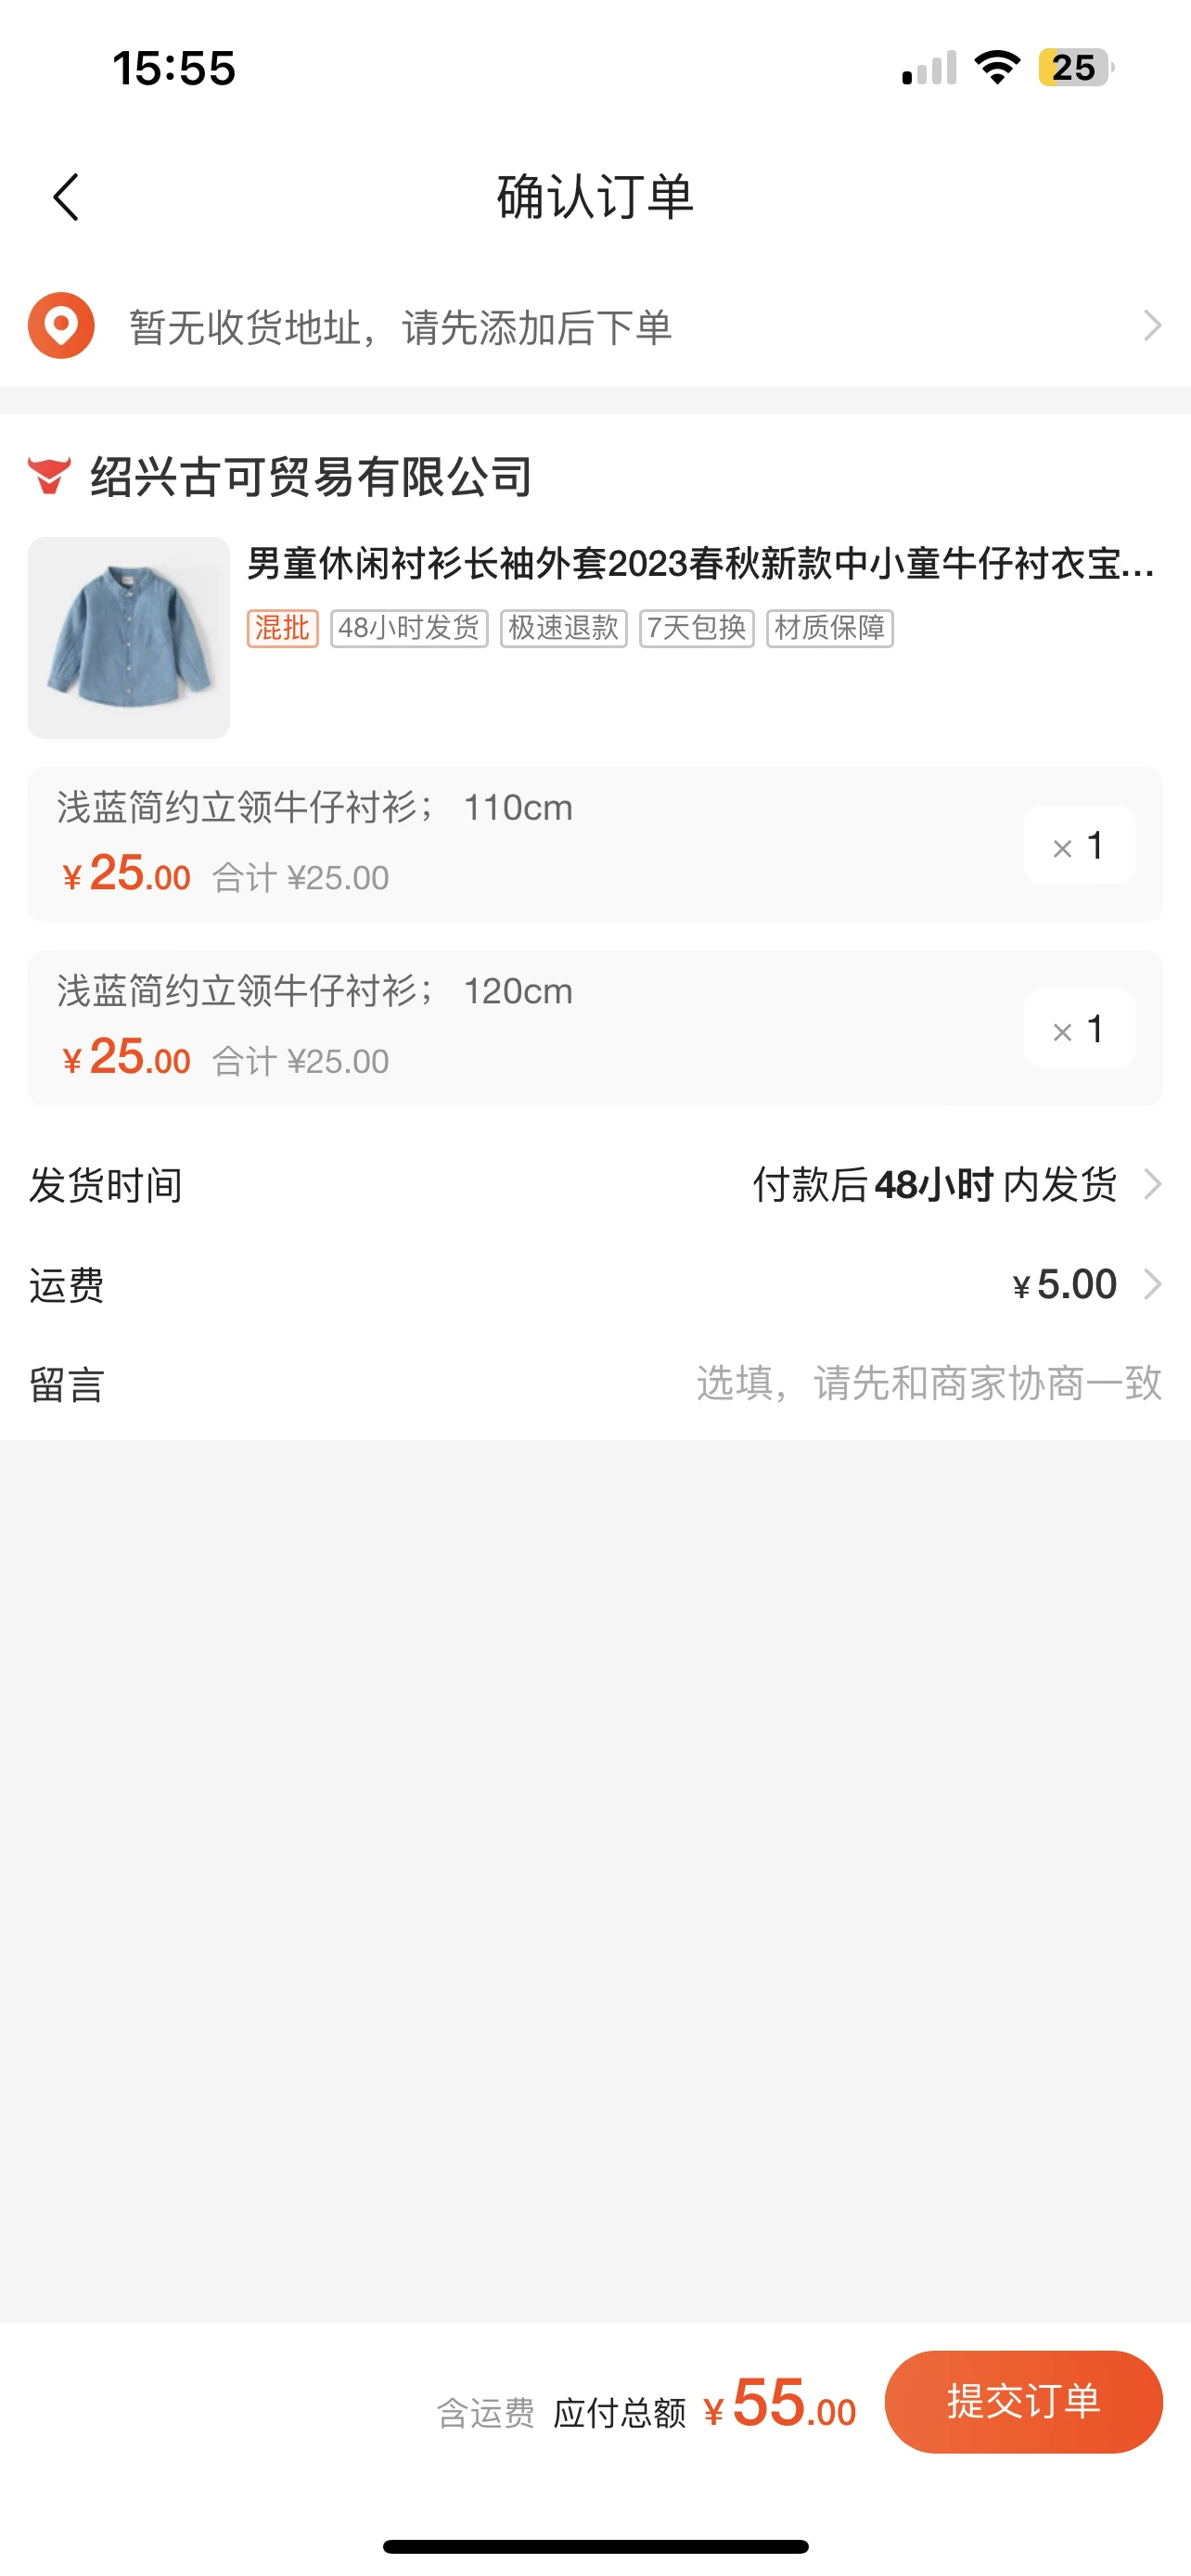 15:55
25
确认订单
暂无收货地址，请先添加后下单
绍兴古可贸易有限公司
男童休闲衬衫长袖外套2023春秋新款中小童牛仔衬衣宝...
混批 48小时发货 极速退款 7天包换 材质保障
浅蓝简约立领牛仔衬衫； 110cm
¥25.00 合计 ¥25.00
× 1
浅蓝简约立领牛仔衬衫； 120cm
¥25.00 合计 ¥25.00
× 1
发货时间 付款后48小时内发货
运费 ¥5.00
留言 选填，请先和商家协商一致
含运费 应付总额 ¥55.00 提交订单